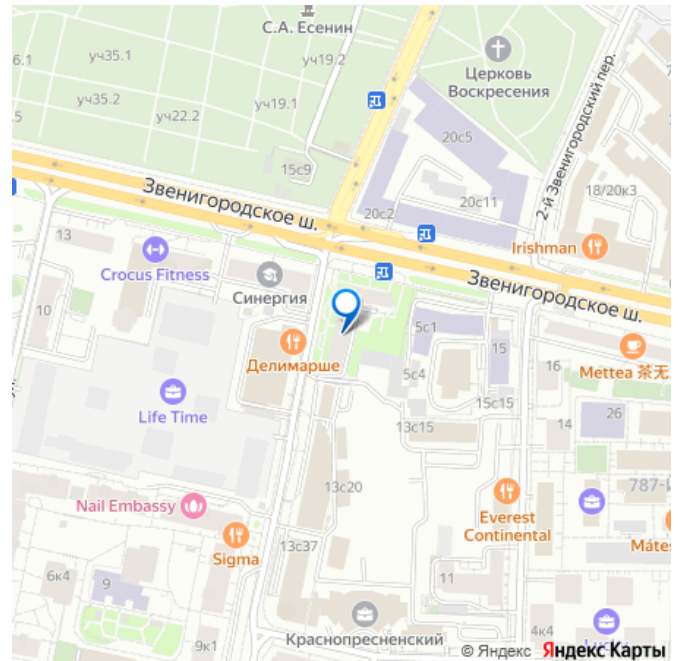 С.А. Есенин
уч35.1
уч19.2
6.1
уч35.2
уч19.1
.5
уч22.2
Церковь
Воскресения
20с5
2-й Звенигородский пер.
15с9
18/20к3
20с2
20с11
Звенигородское ш.
Irishman
13
Crocus Fitness
Синергия
Звенигородское ш.
10
5с1
15
Делимарше
Mettea 茶无
5с4
16
15с15
Life Time
14
26
13с15
787-й
Nail Embassy
13с20
Everest
Continental
Sigma
13с37
6к4
9
11
9к1
Краснопресненский
4к4
© Яндекс Яндекс Карты